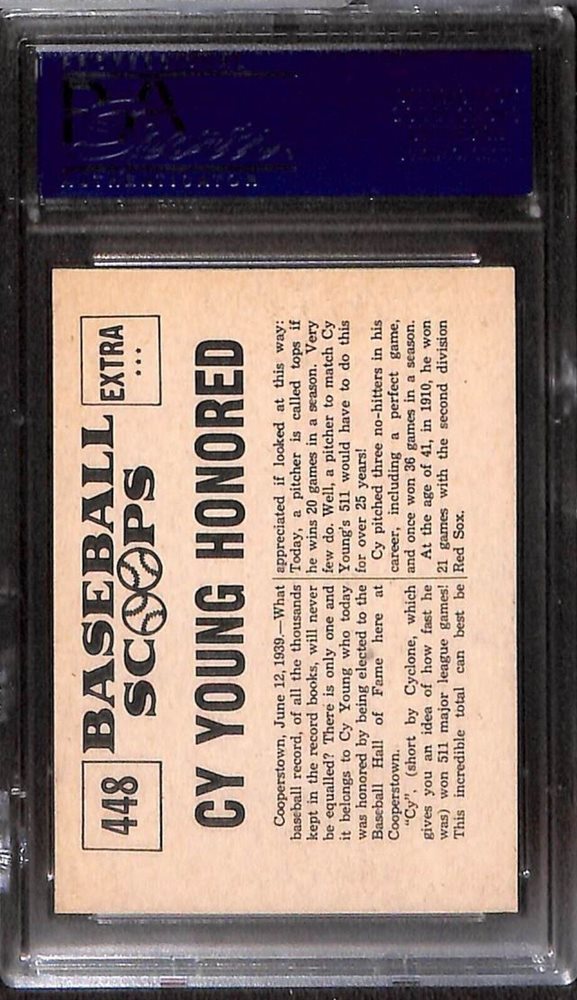 448
BASEBALL
SCOOPS
EXTRA
...
CY YOUNG HONORED
Cooperstown, June 12, 1939.—What
baseball record, of all the thousands
kept in the record books, will never
be equalled? There is only one and
it belongs to Cy Young who today
was honored by being elected to the
Baseball Hall of Fame here at
Cooperstown.
"Cy", (short by Cyclone, which
gives you an idea of how fast he
was) won 511 major league games!
This incredible total can best be
appreciated if looked at this way:
Today, a pitcher is called tops if
he wins 20 games in a season. Very
few do. Well, a pitcher to match Cy
Young's 511 would have to do this
for over 25 years!
Cy pitched three no-hitters in his
career, including a perfect game,
and once won 36 games in a season.
At the age of 41, in 1910, he won
21 games with the second division
Red Sox.